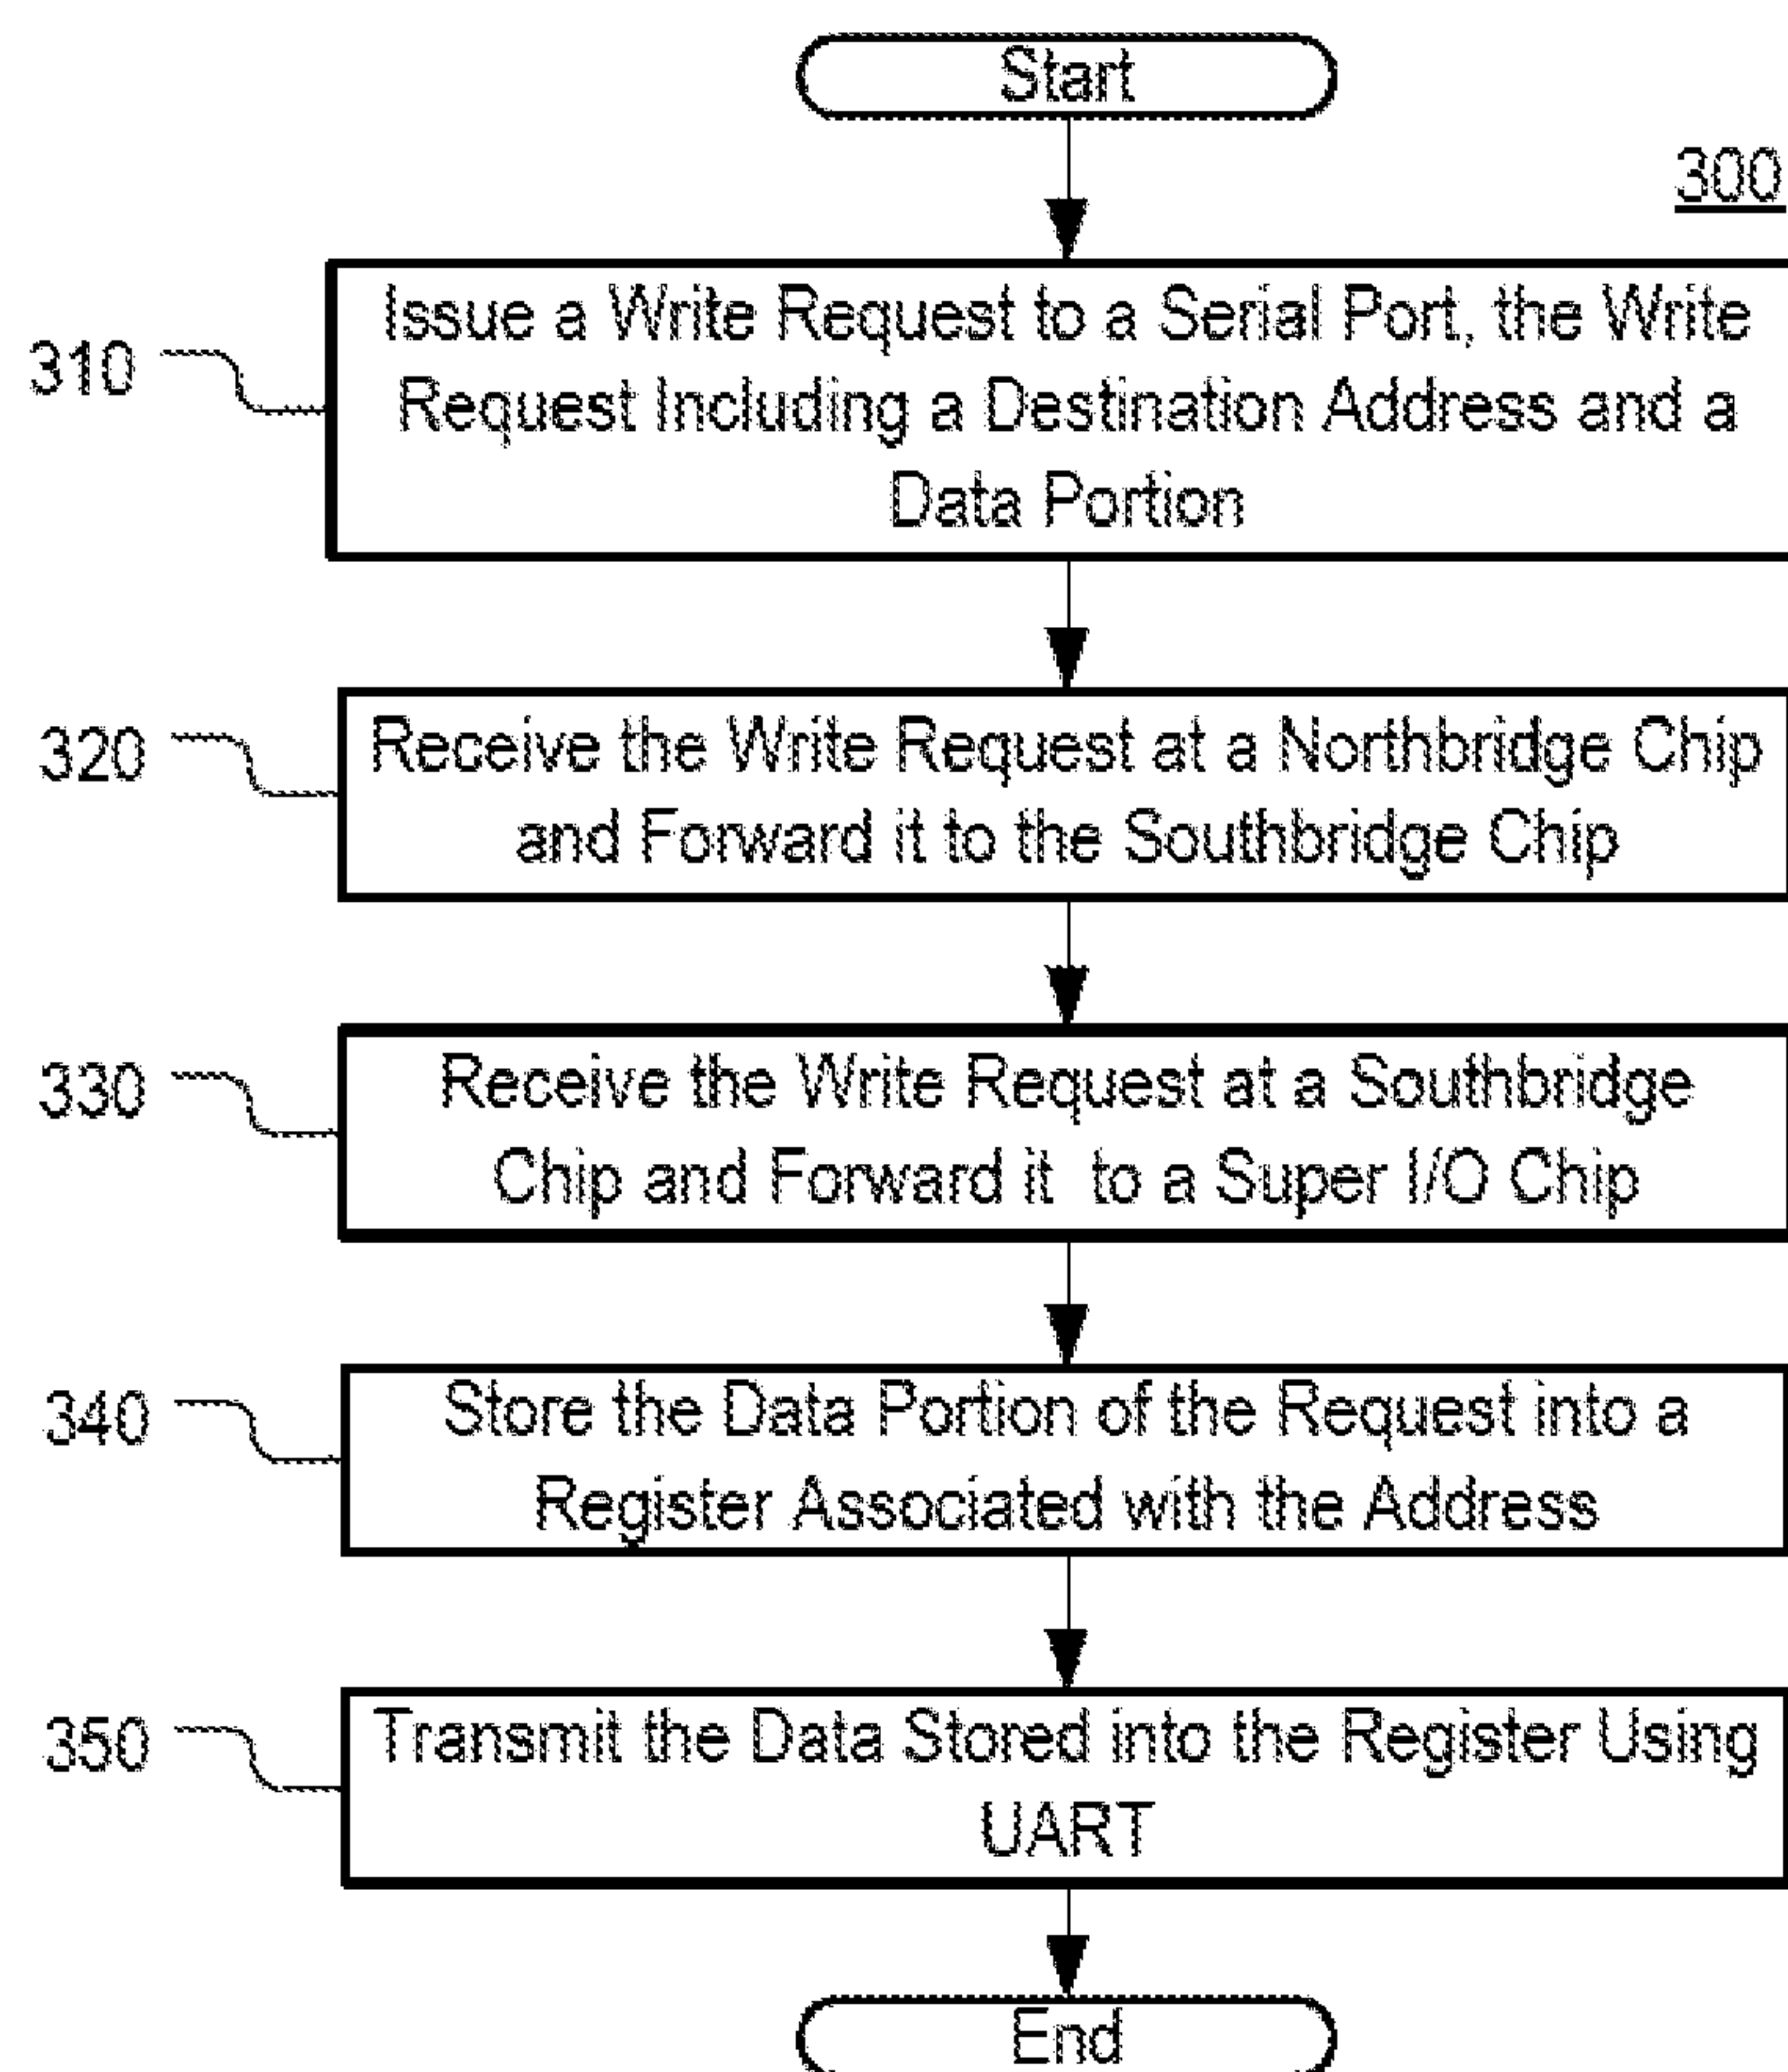 Start
300
310
Issue a Write Request to a Serial Port, the Write
Request Including a Destination Address and a
Data Portion
320
Receive the Write Request at a Northbridge Chip
and Forward it to the Southbridge Chip
330
Receive the Write Request at a Southbridge
Chip and Forward it to a Super I/O Chip
340
Store the Data Portion of the Request into a
Register Associated with the Address
350
Transmit the Data Stored into the Register Using
UART
End